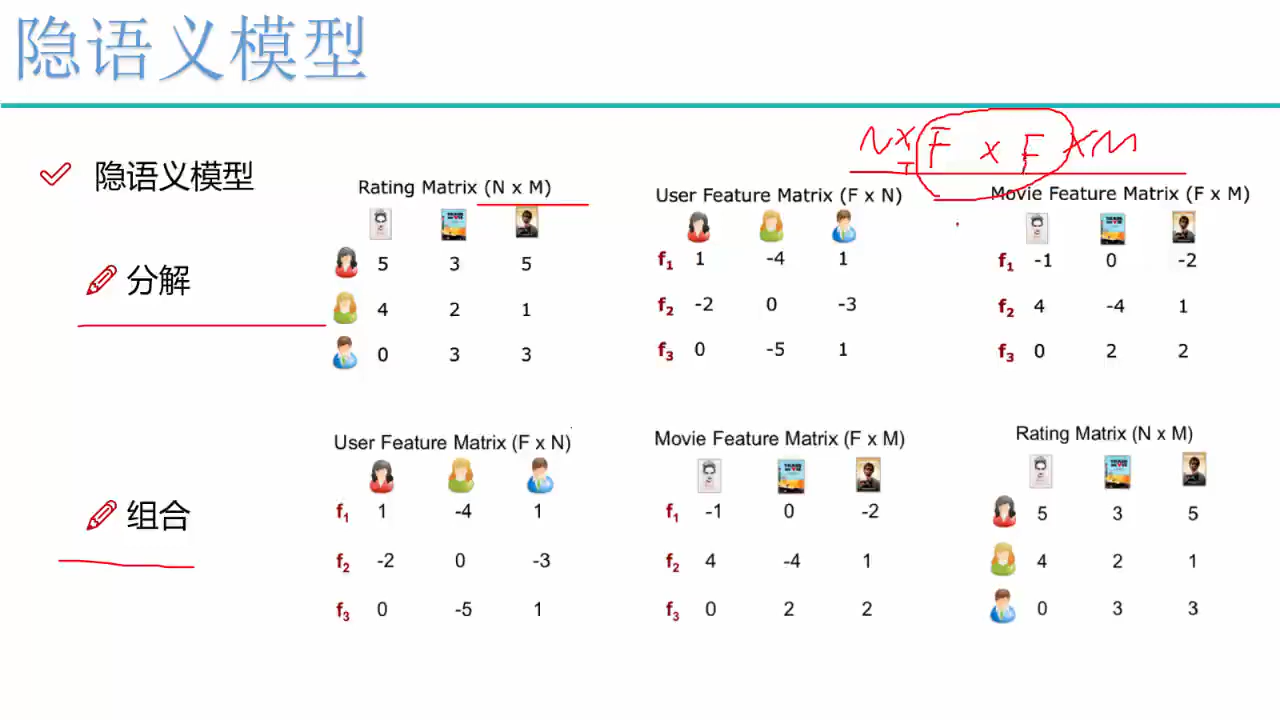 隐语义模型
隐语义模型
N x F x F x M
T
Rating Matrix (N x M)
User Feature Matrix (F x N)
Movie Feature Matrix (F x M)
分解
5 3 5
4 2 1
0 3 3
f1 1 -4 1
f2 -2 0 -3
f3 0 -5 1
f1 -1 0 -2
f2 4 -4 1
f3 0 2 2
组合
User Feature Matrix (F x N)
f1 1 -4 1
f2 -2 0 -3
f3 0 -5 1
Movie Feature Matrix (F x M)
f1 -1 0 -2
f2 4 -4 1
f3 0 2 2
Rating Matrix (N x M)
5 3 5
4 2 1
0 3 3